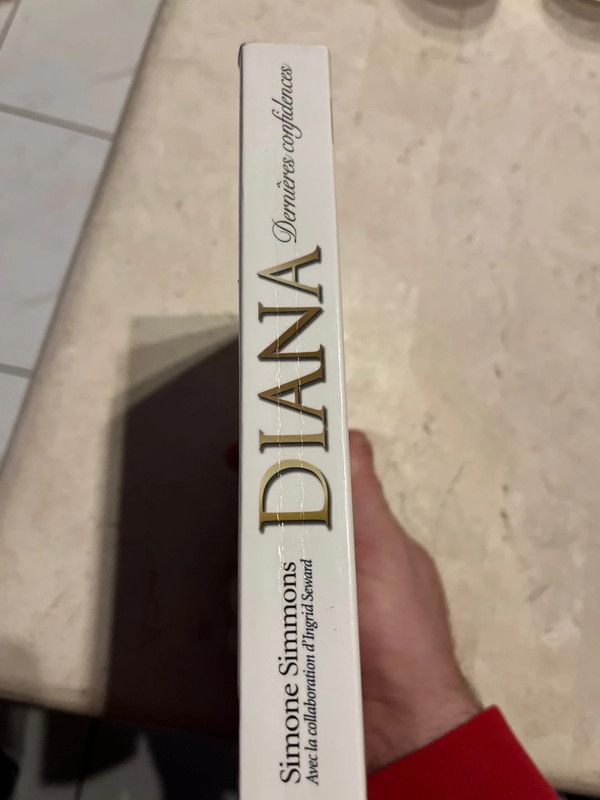 Simone Simmons
Avec la collaboration d'Ingrid Seward
DIANA
Dernières confidences